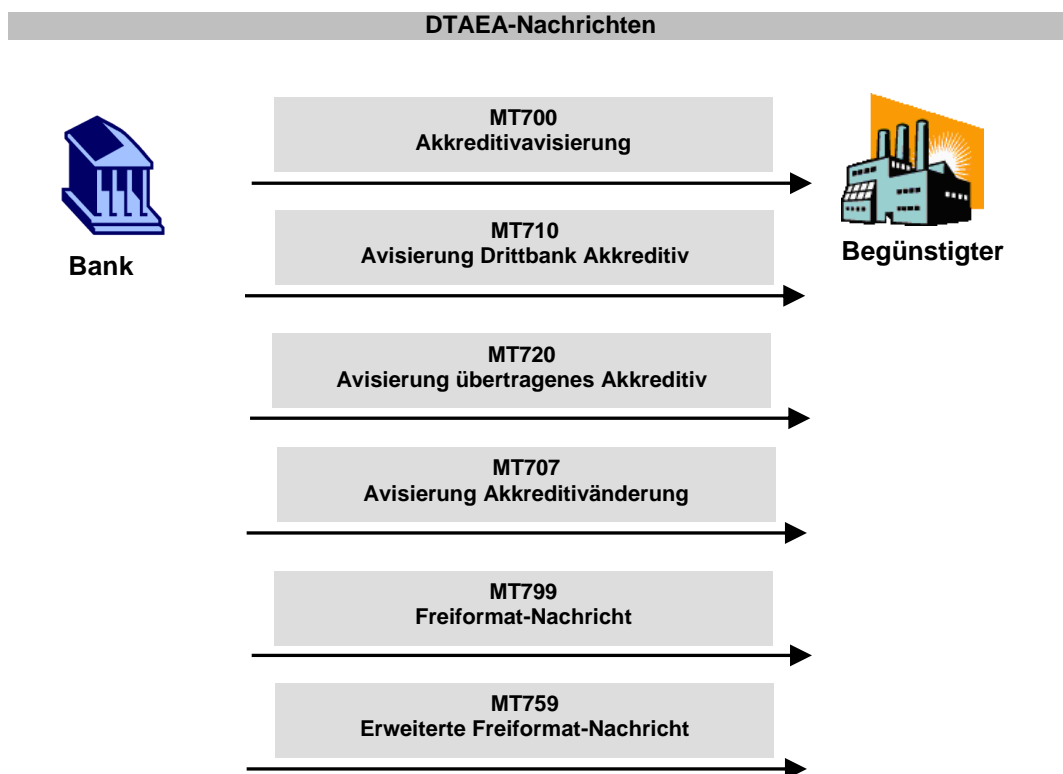 DTAEA-Nachrichten
MT700
Akkreditivavisierung
MT710
Avisierung Drittbank Akkreditiv
Bank
Begünstigter
MT720
Avisierung übertragenes Akkreditiv
MT707
Avisierung Akkreditivänderung
MT799
Freiformat-Nachricht
MT759
Erweiterte Freiformat-Nachricht